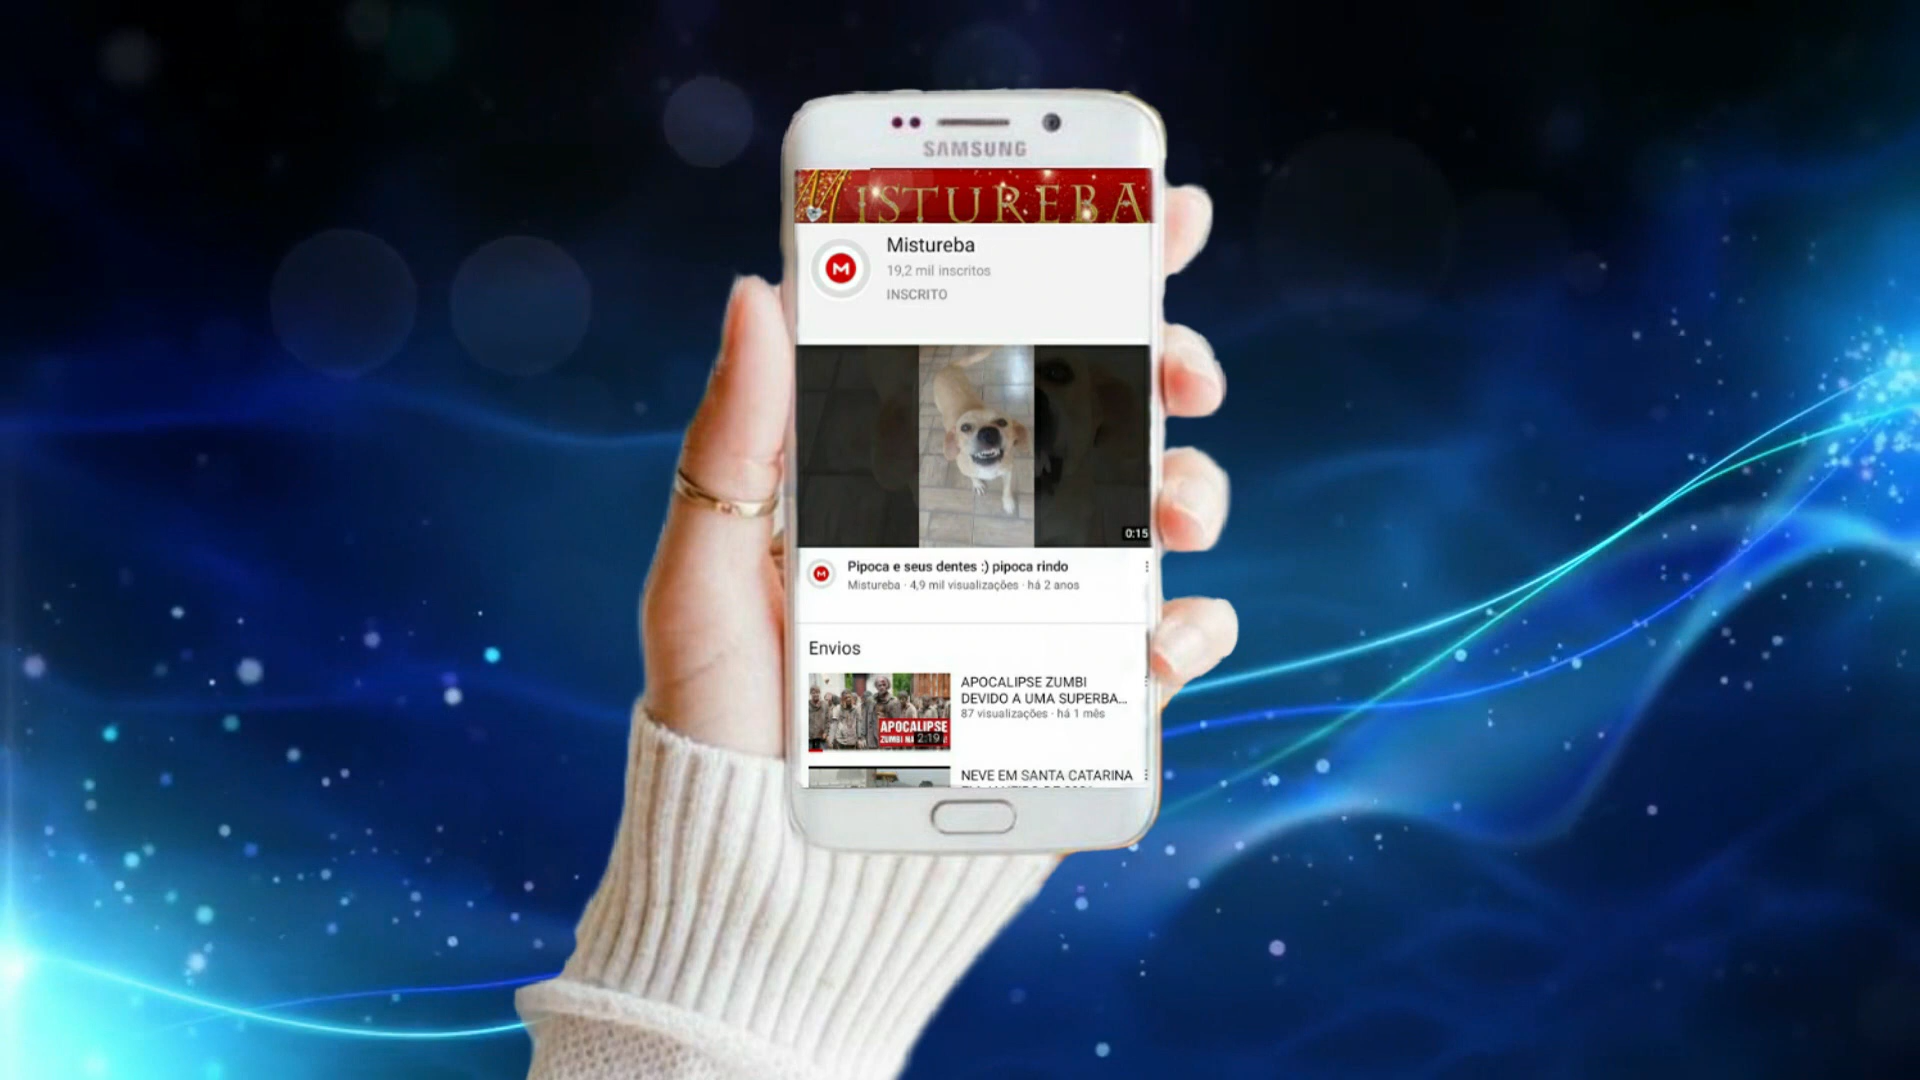 SAMSUNG
MISTUREBA
M
Mistureba
19,2 mil inscritos
INSCRITO
0:15
M
Pipoca e seus dentes :) pipoca rindo
Mistureba · 4,9 mil visualizações · há 2 anos
Envios
APOCALIPSE ZUMBI
DEVIDO A UMA SUPERBA...
87 visualizações · há 1 mês
APOCALIPSE
ZUMBI
2:19
NEVE EM SANTA CATARINA